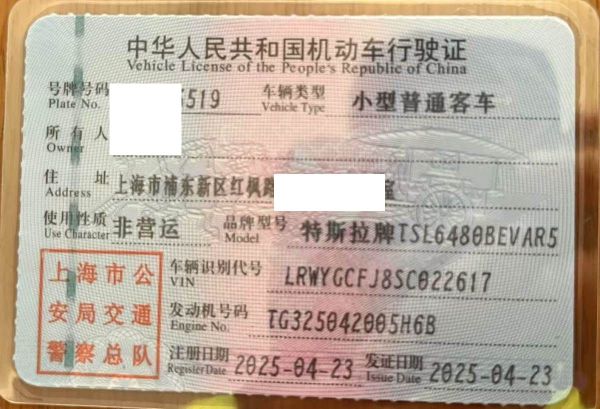 中华人民共和国机动车行驶证
Vehicle License of the People's Republic of China
号牌号码 Plate No. 5519 车辆类型 Vehicle Type 小型普通客车
所有人 Owner
住址 Address 上海市浦东新区红枫路
使用性质 Use Character 非营运 品牌型号 Model 特斯拉牌TSL6480BEVAR5
上海市公安局交通警察总队
车辆识别代号 VIN LRWYGCFJ8SC022617
发动机号码 Engine No. TG325042005H6B
注册日期 Register Date 2025-04-23 发证日期 Issue Date 2025-04-23